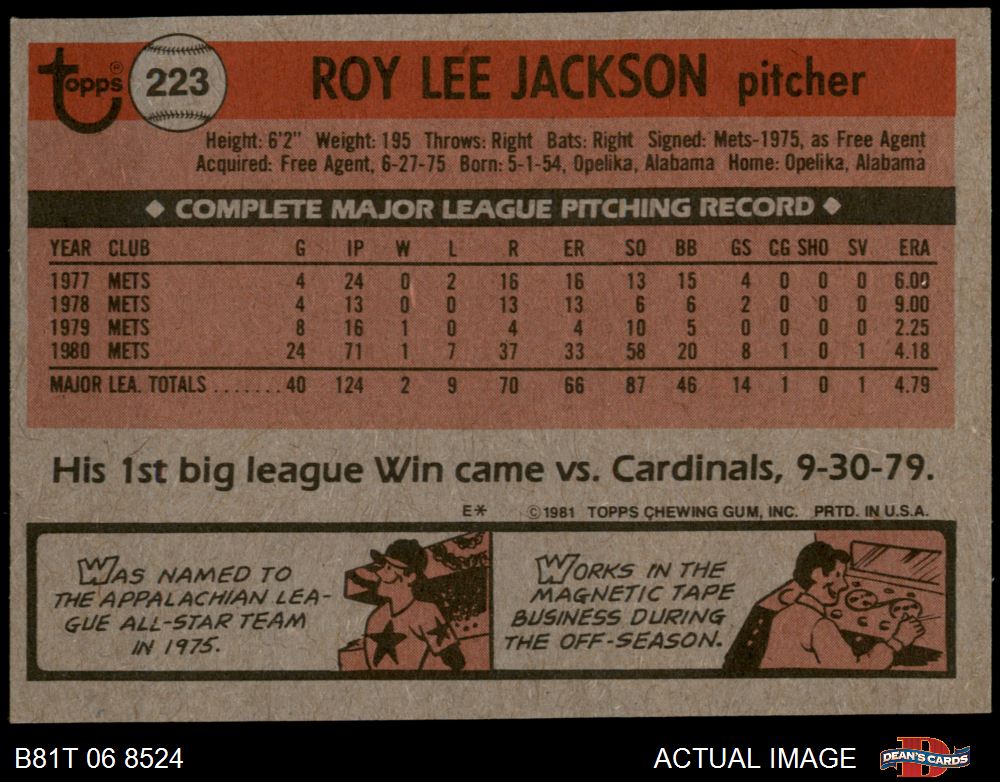 Topps® 223 ROY LEE JACKSON pitcher
Height: 6'2" Weight: 195 Throws: Right Bats: Right Signed: Mets-1975, as Free Agent
Acquired: Free Agent, 6-27-75 Born: 5-1-54, Opelika, Alabama Home: Opelika, Alabama
◆ COMPLETE MAJOR LEAGUE PITCHING RECORD ◆
YEAR CLUB G IP W L R ER SO BB GS CG SHO SV ERA
1977 METS 4 24 0 2 16 16 13 15 4 0 0 0 6.00
1978 METS 4 13 0 0 13 13 6 6 2 0 0 0 9.00
1979 METS 8 16 1 0 4 4 10 5 0 0 0 0 2.25
1980 METS 24 71 1 7 37 33 58 20 8 1 0 1 4.18
MAJOR LEA. TOTALS ....... 40 124 2 9 70 66 87 46 14 1 0 1 4.79
His 1st big league Win came vs. Cardinals, 9-30-79.
E* ©1981 TOPPS CHEWING GUM, INC. PRTD. IN U.S.A.
WAS NAMED TO
THE APPALACHIAN LEA-
GUE ALL-STAR TEAM
IN 1975.
WORKS IN THE
MAGNETIC TAPE
BUSINESS DURING
THE OFF-SEASON.
B81T 06 8524 ACTUAL IMAGE DEAN'S CARDS